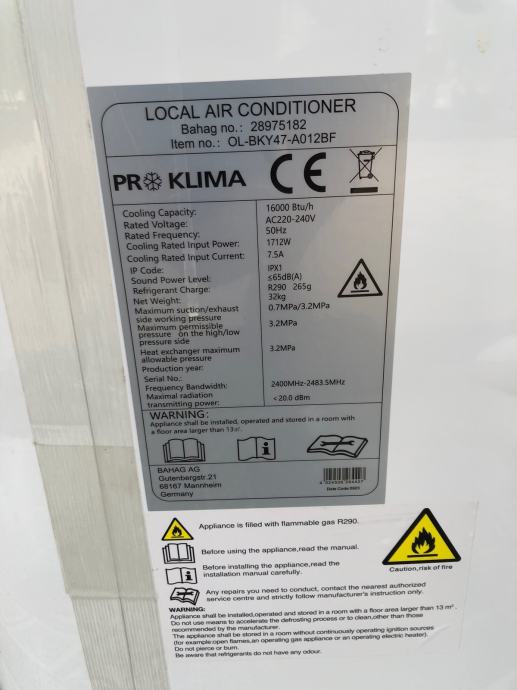 LOCAL AIR CONDITIONER
Bahag no.: 28975182
Item no.: OL-BKY47-A012BF
PR KLIMA CE
Cooling Capacity: 16000 Btu/h
Rated Voltage: AC220-240V
Rated Frequency: 50Hz
Cooling Rated Input Power: 1712W
Cooling Rated Input Current: 7.5A
IP Code: IPX1
Sound Power Level: ≤65dB(A)
Refrigerant Charge: R290 265g
Net Weight: 32kg
Maximum suction/exhaust 0.7MPa/3.2MPa
side working pressure
Maximum permissible 3.2MPa
pressure on the high/low
pressure side
Heat exchanger maximum 3.2MPa
allowable pressure
Production year:
Serial No.:
Frequency Bandwidth: 2400MHz-2483.5MHz
Maximal radiation <20.0 dBm
transmitting power:
WARNING:
Appliance shall be installed, operated and stored in a room with
a floor area larger than 13㎡.
BAHAG AG
Gutenbergstr.21
68167 Mannheim
Germany
Appliance is filled with flammable gas R290.
Before using the appliance,read the manual.
Before installing the appliance,read the
installation manual carefully.
Any repairs you need to conduct, contact the nearest authorized
service centre and strictly follow manufacturer's instruction only.
Caution,risk of fire
WARNING:
Appliance shall be installed,operated and stored in a room with a floor area larger than 13 m².
Do not use means to accelerate the defrosting process or to clean,other than those
recommended by the manufacturer.
The appliance shall be stored in a room without continuously operating ignition sources
(for example:open flames,an operating gas appliance or an operating electric heater).
Do not pierce or burn.
Be aware that refrigerants do not have any odour.